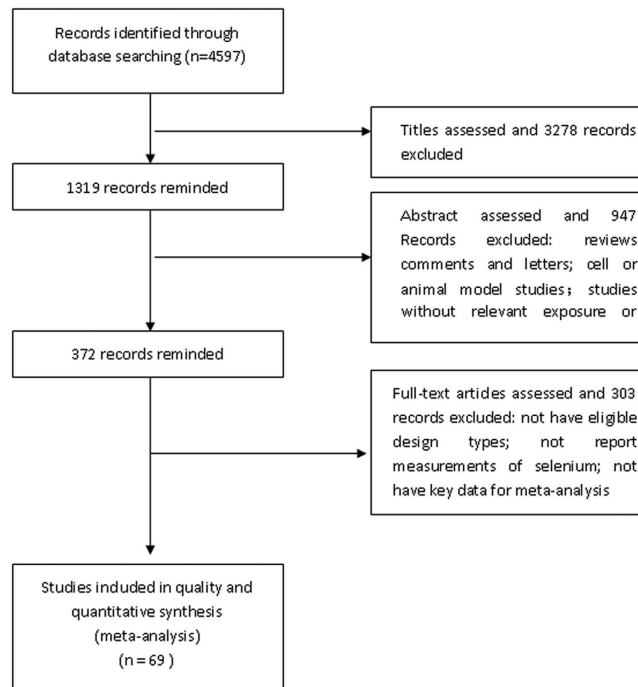 Records identified through
database searching (n=4597)
Titles assessed and 3278 records
excluded
1319 records reminded
Abstract assessed and 947
Records excluded: reviews
comments and letters; cell or
animal model studies; studies
without relevant exposure or
372 records reminded
Full-text articles assessed and 303
records excluded: not have eligible
design types; not report
measurements of selenium; not
have key data for meta-analysis
Studies included in quality and
quantitative synthesis
(meta-analysis)
(n = 69 )